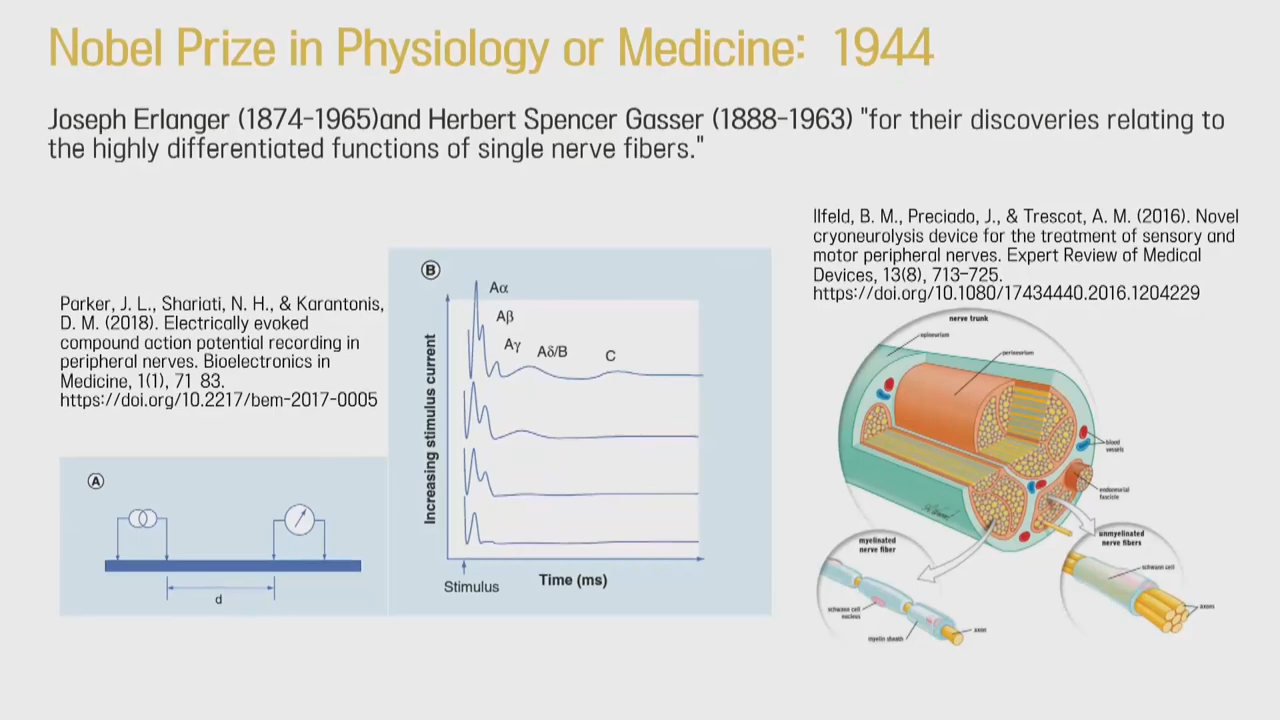 Nobel Prize in Physiology or Medicine: 1944
Joseph Erlanger (1874-1965)and Herbert Spencer Gasser (1888-1963) "for their discoveries relating to
the highly differentiated functions of single nerve fibers."
Parker, J. L., Shariati, N. H., & Karantonis,
D. M. (2018). Electrically evoked
compound action potential recording in
peripheral nerves. Bioelectronics in
Medicine, 1(1), 71 83.
https://doi.org/10.2217/bem-2017-0005
A
d
B
Aα
Aβ
Aγ
Aδ/B
C
Increasing stimulus current
Stimulus
Time (ms)
Ilfeld, B. M., Preciado, J., & Trescot, A. M. (2016). Novel
cryoneurolysis device for the treatment of sensory and
motor peripheral nerves. Expert Review of Medical
Devices, 13(8), 713-725.
https://doi.org/10.1080/17434440.2016.1204229
nerve trunk
epineurium
perineurium
blood
vessels
endoneurial
fascicle
myelinated
nerve fiber
schwann cell
nucleus
myelin sheath
axon
unmyelinated
nerve fibers
schwann cell
axons